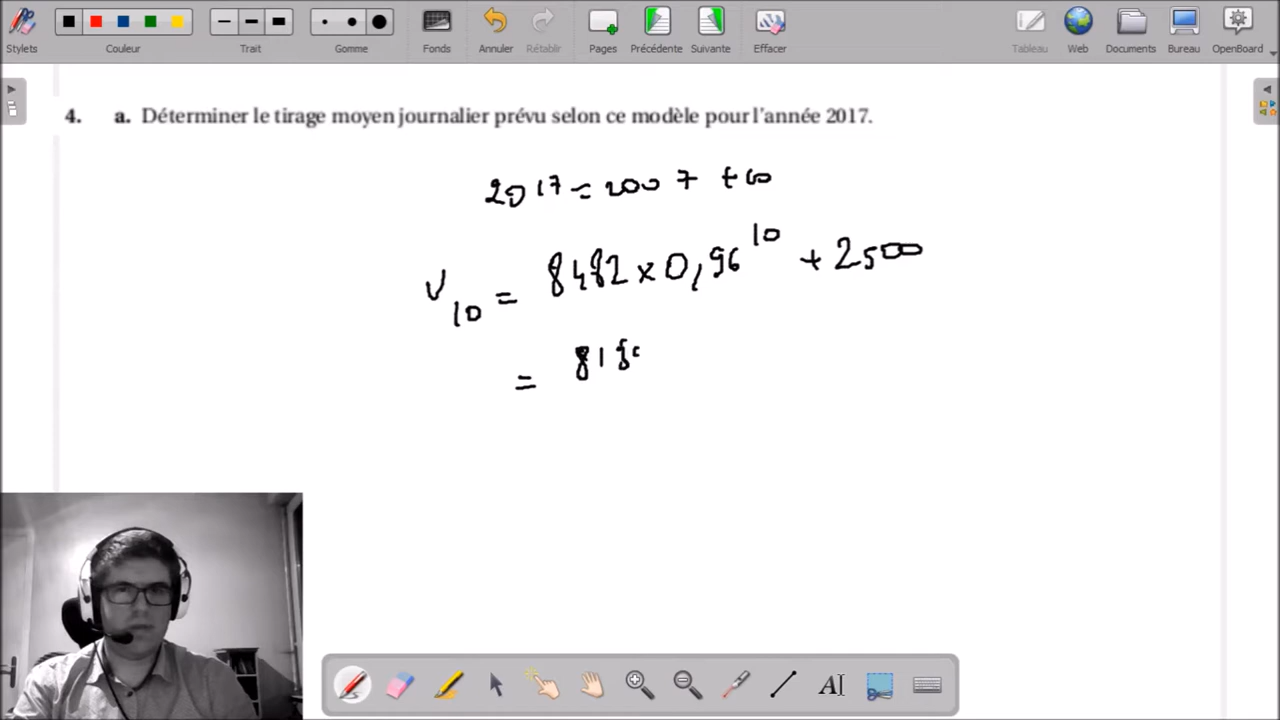 Stylets Couleur Trait Gomme Fonds Annuler Rétablir Pages Précédente Suivante Effacer Tableau Web Documents Bureau OpenBoard
4. a. Déterminer le tirage moyen journalier prévu selon ce modèle pour l'année 2017.
2017 = 2007 + 10
V10 = 8482 × 0,96^10 + 2500
= 818
AI